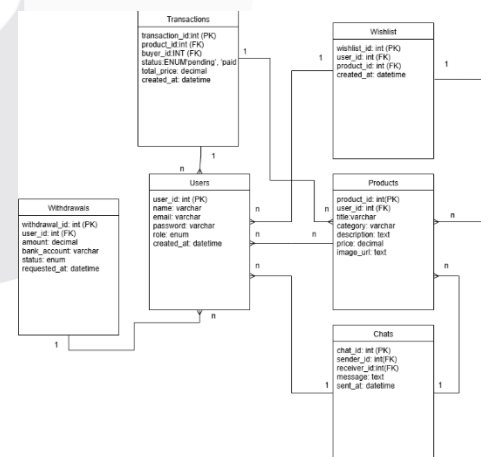 Transactions
transaction_id:int (PK)
product_id:int (FK)
buyer_id:INT (FK)
status:ENUM'pending', 'paid
total_price: decimal
created_at: datetime
1
1
n
Wishlist
wishlist_id: int (PK)
user_id: int (FK)
product_id: int (FK)
created_at: datetime
1
1
Users
user_id: int (PK)
name: varchar
email: varchar
password: varchar
role: enum
created_at: datetime
n
n
n
n
Products
product_id: int(PK)
user_id: int (FK)
title:varchar
category: varchar
description: text
price: decimal
image_url: text
n
n
n
n
Withdrawals
withdrawal_id: int (PK)
user_id: int (FK)
amount: decimal
bank_account: varchar
status: enum
requested_at: datetime
1
Chats
chat_id: int (PK)
sender_id: int(FK)
receiver_id:int(FK)
message: text
sent_at: datetime
1
1